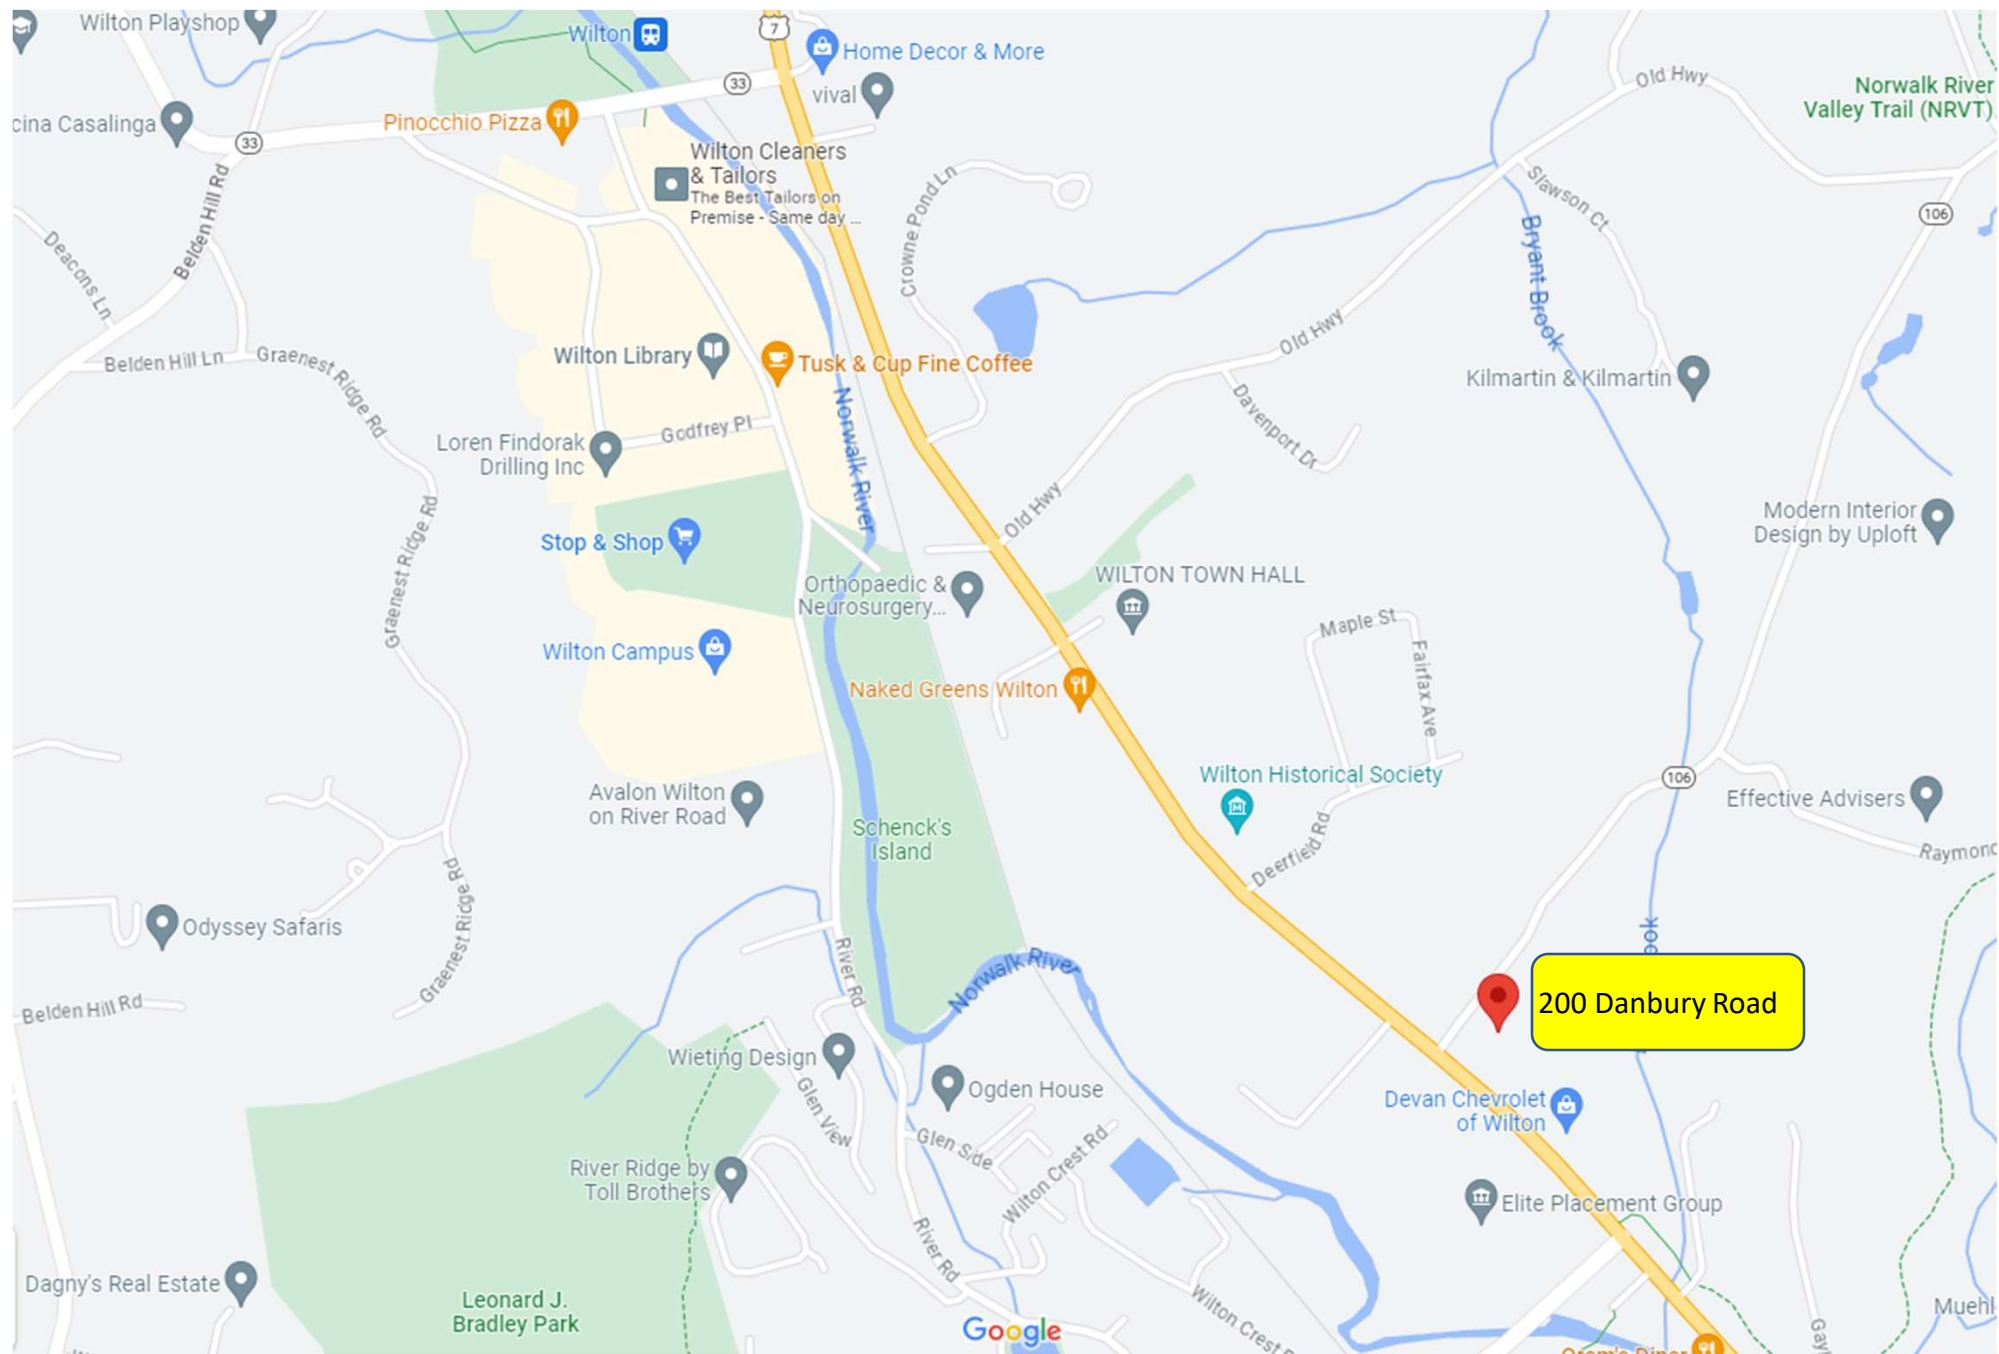 Wilton Playshop
Wilton
7
Home Decor & More
33
vival
Old Hwy
Norwalk River
Valley Trail (NRVT)
cina Casalinga
Pinocchio Pizza
33
Wilton Cleaners
& Tailors
The Best Tailors on
Premise - Same day ...
Belden Hill Rd
Deacons Ln
Crowne Pond Ln
Slawson Ct
106
Bryant Brook
Belden Hill Ln
Graenest Ridge Rd
Wilton Library
Tusk & Cup Fine Coffee
Old Hwy
Kilmartin & Kilmartin
Davenport Dr
Norwalk River
Loren Findorak
Drilling Inc
Godfrey Pl
Graenest Ridge Rd
Old Hwy
Modern Interior
Design by Uploft
Stop & Shop
Orthopaedic &
Neurosurgery...
WILTON TOWN HALL
Maple St
Fairfax Ave
Wilton Campus
Naked Greens Wilton
Wilton Historical Society
106
Effective Advisers
Avalon Wilton
on River Road
Schenck's
Island
Deerfield Rd
Raymond
Graenest Ridge Rd
Odyssey Safaris
River Rd
Norwalk River
ook
200 Danbury Road
Belden Hill Rd
Wieting Design
Glen View
Ogden House
Devan Chevrolet
of Wilton
Glen Side
Wilton Crest Rd
River Ridge by
Toll Brothers
Elite Placement Group
River Rd
Dagny's Real Estate
Leonard J.
Bradley Park
Wilton Crest R
Google
Muehl
Gay
Orem's Diner